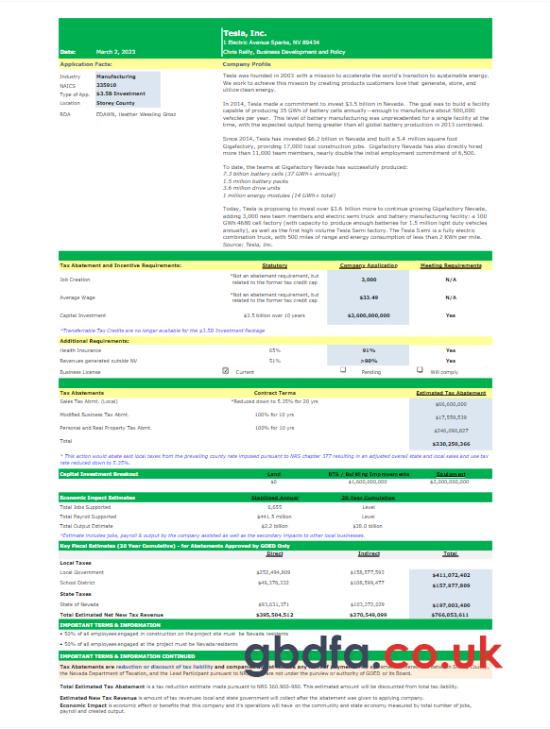 Tesla, Inc.
1 Electric Avenue Sparks, NV 89434
Date: March 2, 2023
Chris Reilly, Business Development and Policy
Application Facts:
Company Profile
Industry Manufacturing
NAICS 335910
Type of App. $3.5B Investment
Location Storey County
RDA EDAWN, Heather Wessling Grosz
Tesla was founded in 2003 with a mission to accelerate the world's transition to sustainable energy.
We work to achieve this mission by creating products customers love that generate, store, and
utilize clean energy.
In 2014, Tesla made a commitment to invest $3.5 billion in Nevada. The goal was to build a facility
capable of producing 35 GWh of battery cells annually—enough to manufacture about 500,000
vehicles per year. This level of battery manufacturing was unprecedented for a single facility at the
time, with the expected output being greater than all global battery production in 2013 combined.
Since 2014, Tesla has invested $6.2 billion in Nevada and built a 5.4 million square foot
Gigafactory, providing 17,000 local construction jobs. Gigafactory Nevada has also directly hired
more than 11,000 team members, nearly double the initial employment commitment of 6,500.
To date, the teams at Gigafactory Nevada has successfully produced:
7.3 billion battery cells (37 GWh+ annually)
1.5 million battery packs
3.6 million drive units
1 million energy modules (14 GWh+ total)
Today, Tesla is proposing to invest over $3.6 billion more to continue growing Gigafactory Nevada,
adding 3,000 new team members and electric semi truck and battery manufacturing facility: a 100
GWh 4680 cell factory (with capacity to produce enough batteries for 1.5 million light duty vehicles
annually), as well as the first high-volume Tesla Semi factory. The Tesla Semi is a fully electric
combination truck, with 500 miles of range and energy consumption of less than 2 KWh per mile.
Source: Tesla, Inc.
Tax Abatement and Incentive Requirements: Statutory Company Application Meeting Requirements
Job Creation *Not an abatement requirement, but related to the former tax credit cap 3,000 N/A
Average Wage *Not an abatement requirement, but related to the former tax credit cap $33.49 N/A
Capital Investment $3.5 billion over 10 years $3,600,000,000 Yes
*Transferrable Tax Credits are no longer available for the $3.5B Investment Package
Additional Requirements:
Health Insurance 65% 91% Yes
Revenues generated outside NV 51% >90% Yes
Business License Current Pending Will comply
Tax Abatements Contract Terms Estimated Tax Abatement
Sales Tax Abmt. (Local) *Reduced down to 5.35% for 20 yr
Modified Business Tax Abmt. 100% for 10 yrs
Personal and Real Property Tax Abmt. 100% for 10 yrs
Total $330,250,366
* This action would abate said local taxes from the prevailing county rate imposed pursuant to NRS chapter 377 resulting in an adjusted overall state and local sales and use tax
rate reduced down to 5.35%.
Capital Investment Breakout Land BTS / Building Improvements Equipment
$0 $1,600,000,000 $2,000,000,000
Economic Impact Estimates Stabilized Annual 20 Year Cumulative
Total Jobs Supported 6,655 Level
Total Payroll Supported $441.5 million Level
Total Output Estimate $2.2 billion $28.0 billion
*Estimate includes jobs, payroll & output by the company assisted as well as the secondary impacts to other local businesses.
Key Fiscal Estimates (20 Year Cumulative) - for Abatements Approved by GOED Only
Direct Indirect Total
Local Taxes
Local Government $252,494,809 $158,577,593 $411,072,402
School District $157,977,809
State Taxes
State of Nevada $197,003,400
Total Estimated Net New Tax Revenue $395,504,512 $370,549,099 $766,053,611
IMPORTANT TERMS & INFORMATION
• 50% of all employees engaged in construction on the project site must be Nevada residents
• 50% of all employees engaged at the project must be Nevada residents
IMPORTANT TERMS & INFORMATION CONTINUED
gbdfa.co.uk
Tax Abatements are reduction or discount of tax liability and
the Nevada Department of Taxation, and the Lead Participant pursuant to not under the purview or authority of GOED or its Board.
Total Estimated Tax Abatement is a tax reduction estimate made pursuant to NRS 360.900-980. This estimated amount will be discounted from total tax liability.
Estimated New Tax Revenue is amount of tax revenues local and state government will collect after the abatement was given to applying company.
Economic Impact is economic effect or benefits that this company and it's operations will have on the community and state economy measured by total number of jobs,
payroll and created output.